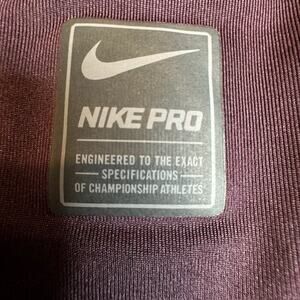 NIKE PRO
ENGINEERED TO THE EXACT
SPECIFICATIONS
OF CHAMPIONSHIP ATHLETES